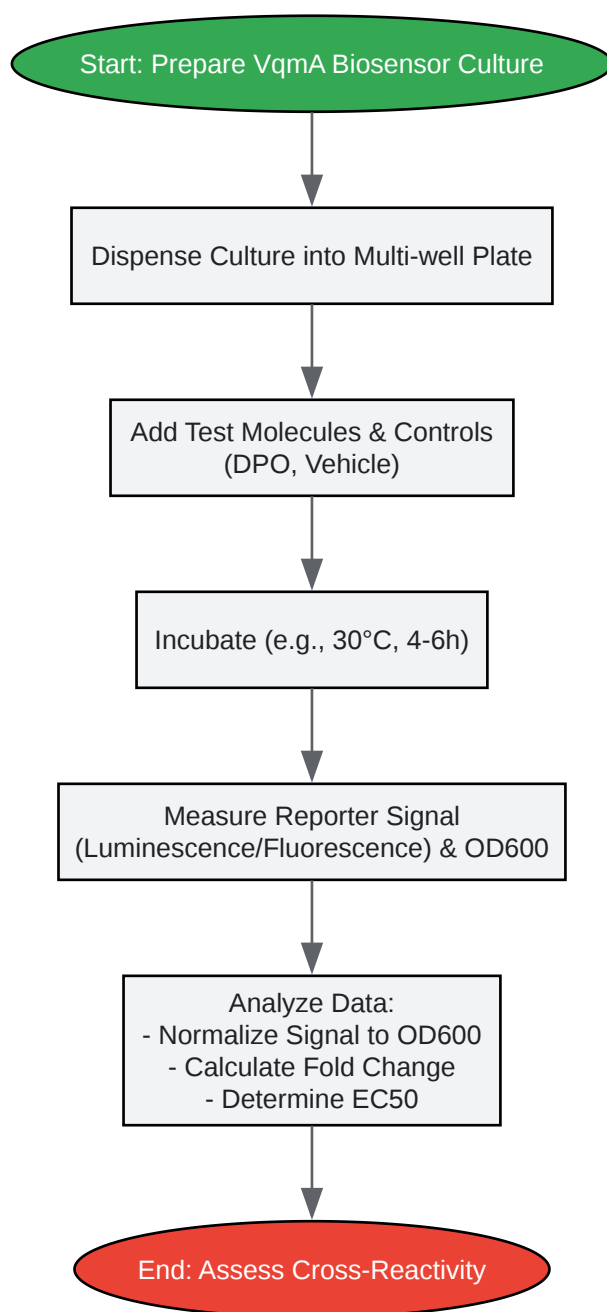 Start: Prepare VqmA Biosensor Culture
Dispense Culture into Multi-well Plate
Add Test Molecules & Controls
(DPO, Vehicle)
Incubate (e.g., 30°C, 4-6h)
Measure Reporter Signal
(Luminescence/Fluorescence) & OD600
Analyze Data:
- Normalize Signal to OD600
- Calculate Fold Change
- Determine EC50
End: Assess Cross-Reactivity